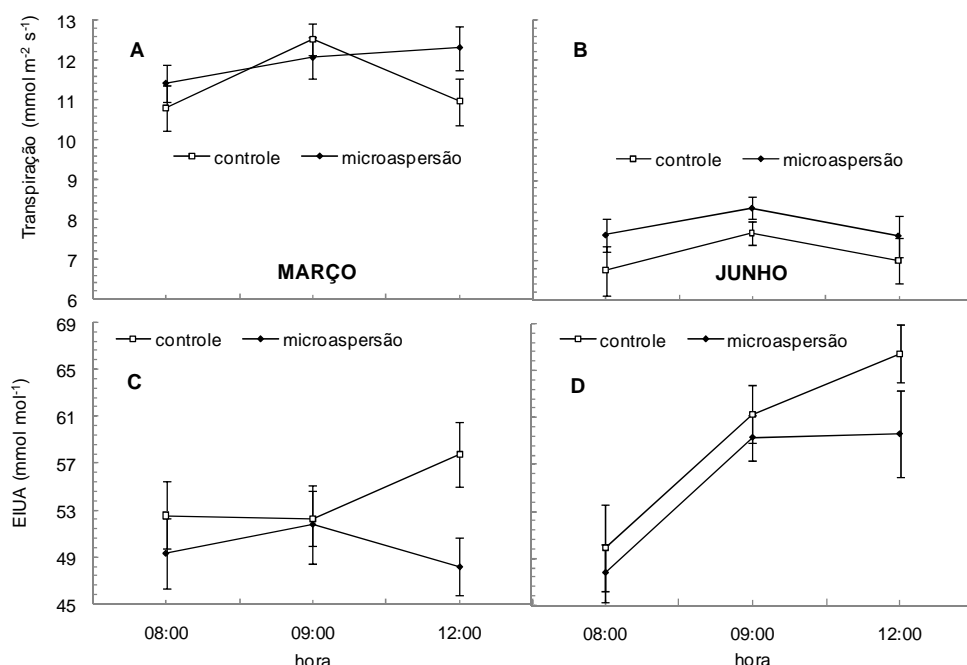 Transpiração (mmol m⁻² s⁻¹)
13
12
11
10
9
8
7
6
A
controle
microaspersão
MARÇO
B
controle
microaspersão
JUNHO
EIUA (mmol mol⁻¹)
69
65
61
57
53
49
45
controle
microaspersão
C
controle
microaspersão
D
08:00
09:00
12:00
hora
08:00
09:00
12:00
hora